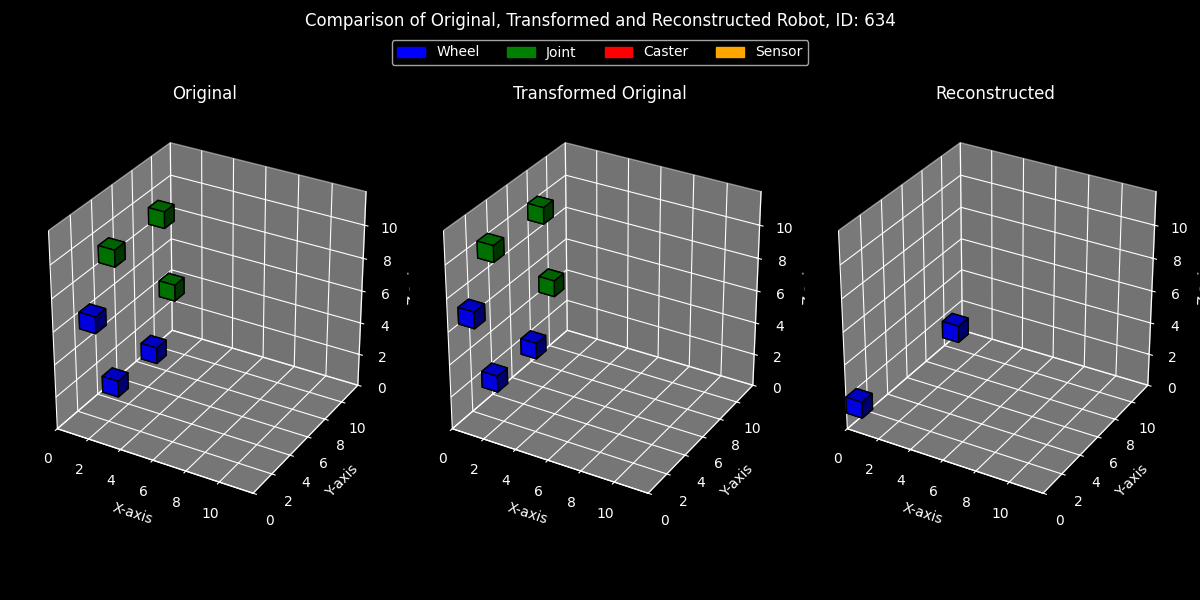 Comparison of Original, Transformed and Reconstructed Robot, ID: 634
Wheel Joint Caster Sensor
Original Transformed Original Reconstructed
10 10 10
8 8 8
6 6 6
4 4 4
2 2 2
0 0 0
10 10 10
8 8 8
6 6 6
4 4 4
2 2 2
0 0 0
0 2 4 6 8 10 0 2 4 6 8 10 0 2 4 6 8 10
X-axis Y-axis X-axis Y-axis X-axis Y-axis